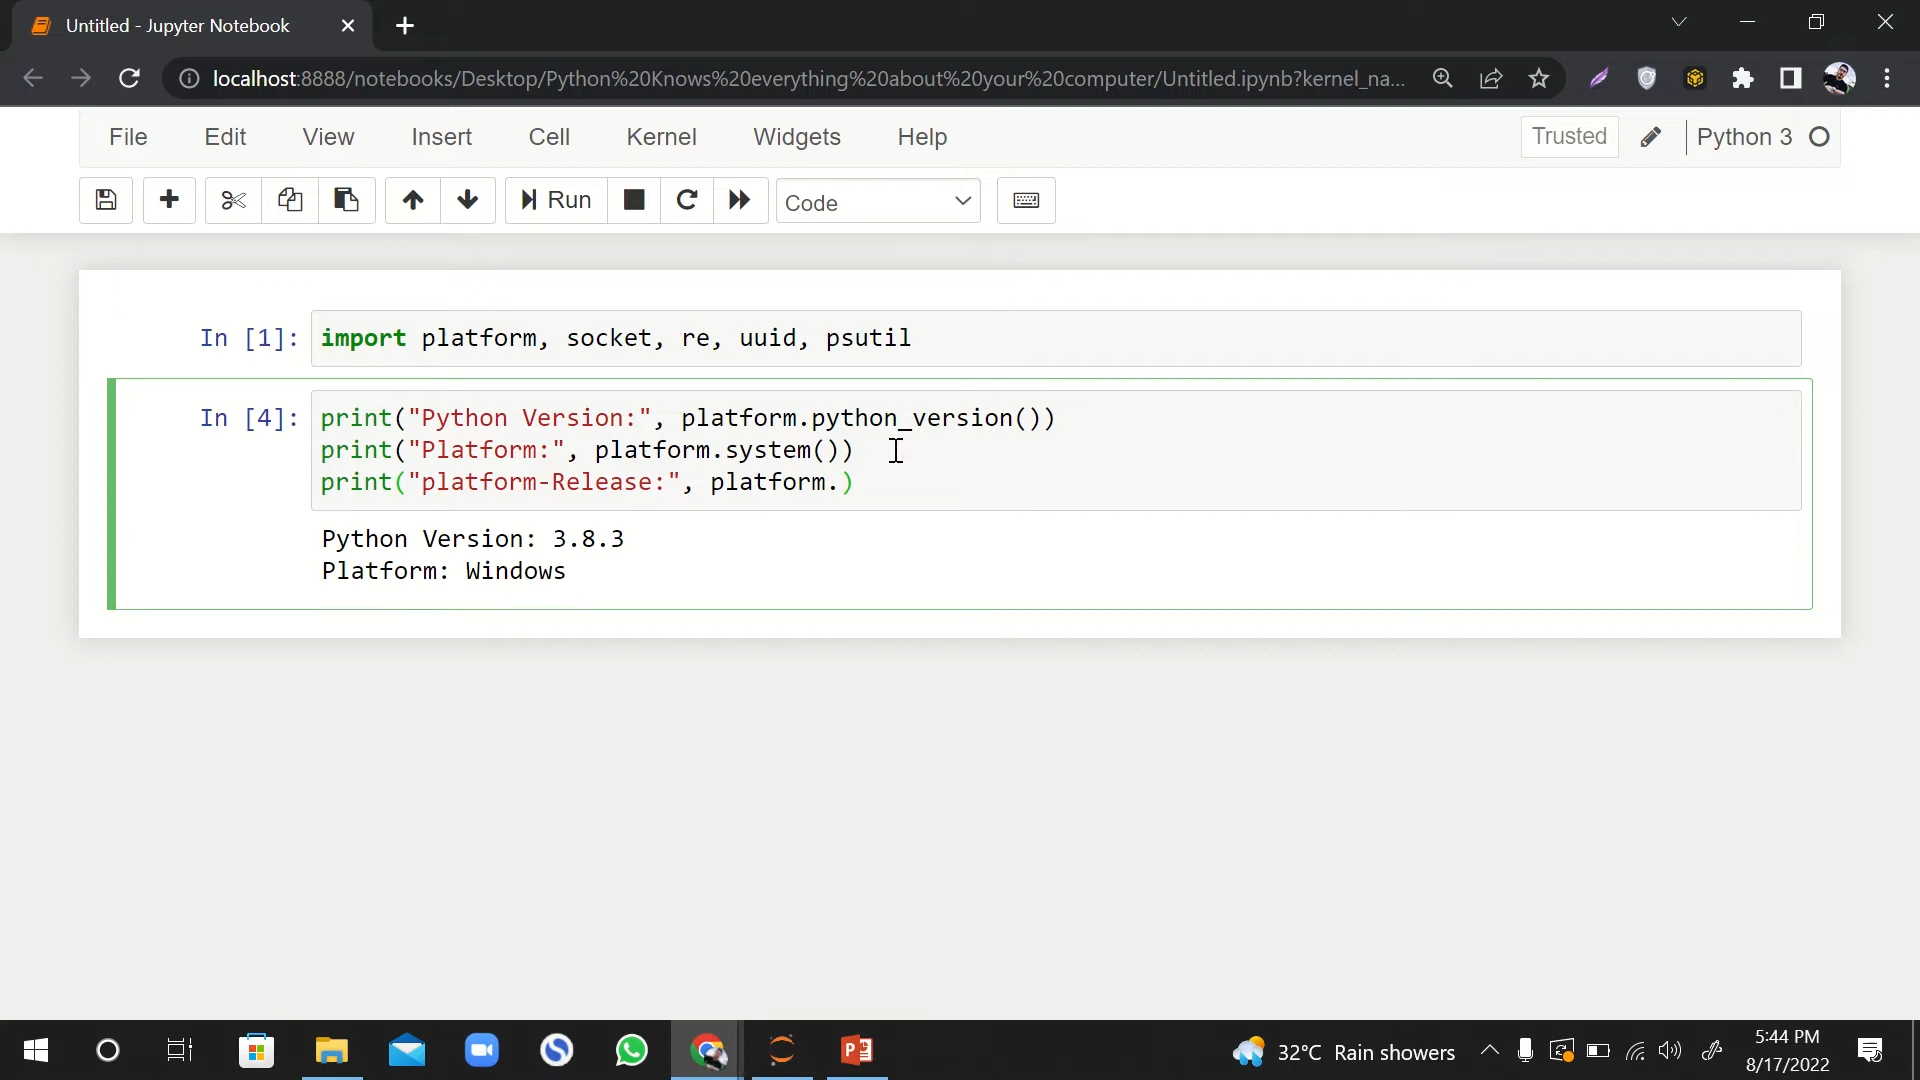 Untitled - Jupyter Notebook
localhost:8888/notebooks/Desktop/Python%20Knows%20everything%20about%20your%20computer/Untitled.ipynb?kernel_na...
File Edit View Insert Cell Kernel Widgets Help Trusted Python 3
Run Code
In [1]: import platform, socket, re, uuid, psutil
In [4]: print("Python Version:", platform.python_version())
print("Platform:", platform.system())
print("platform-Release:", platform.)
Python Version: 3.8.3
Platform: Windows
32°C Rain showers
5:44 PM
8/17/2022